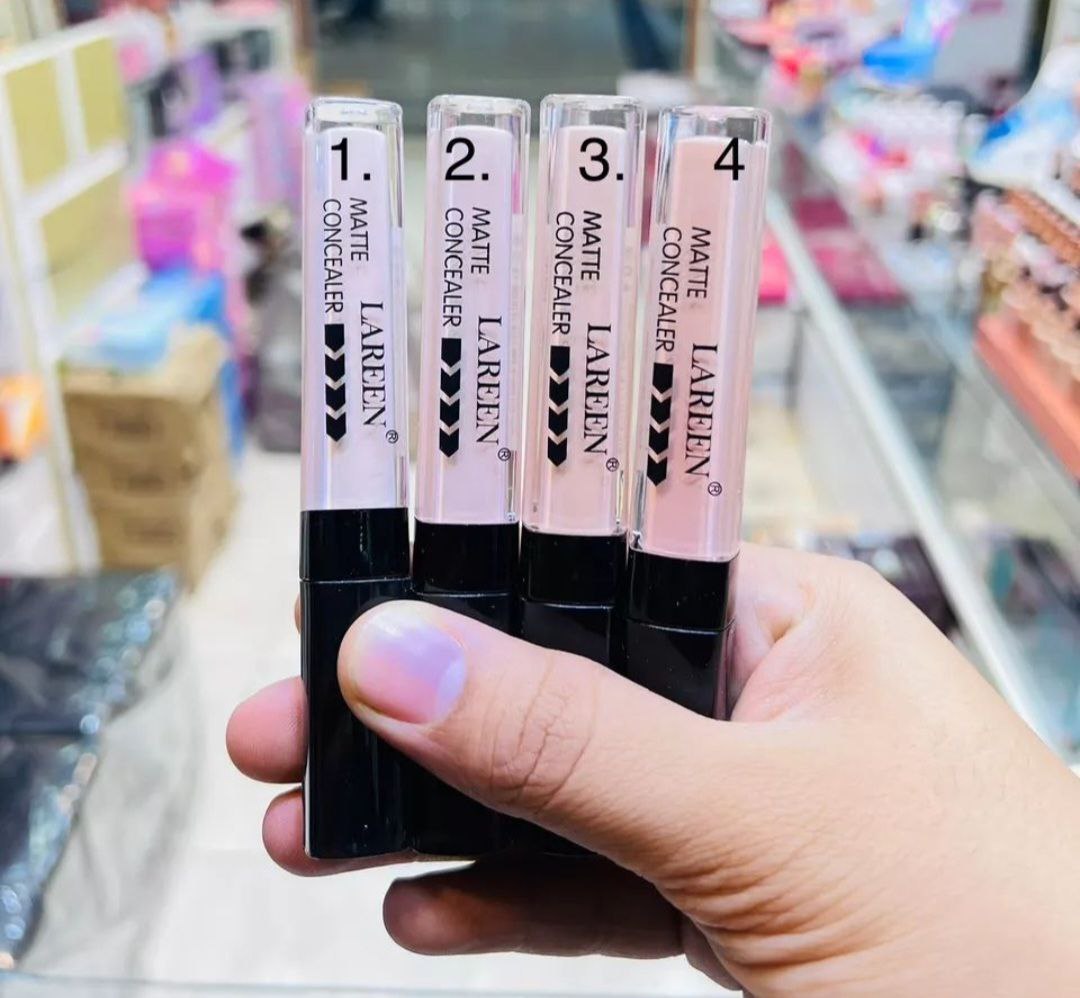 1.
MATTE
CONCEALER
LAREEN®
2.
MATTE
CONCEALER
LAREEN®
3.
MATTE
CONCEALER
LAREEN®
4
MATTE
CONCEALER
LAREEN®